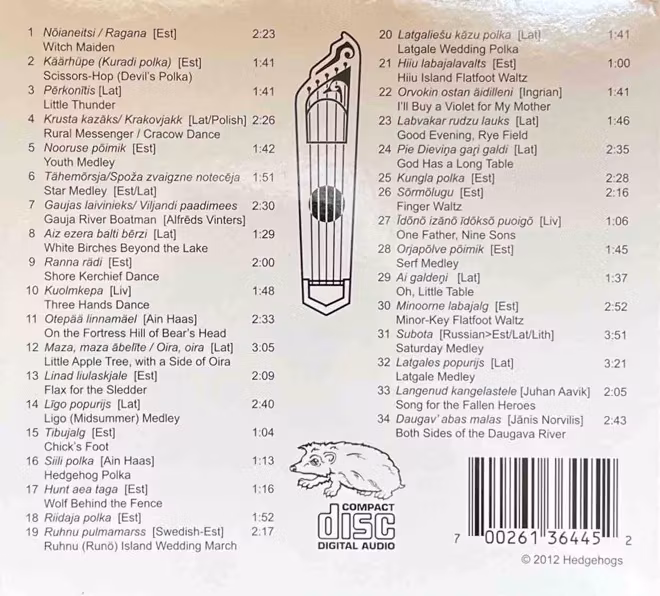 1 Nõianeitsi / Ragana [Est] 2:23
Witch Maiden
2 Käärhüpe (Kuradi polka) [Est] 1:41
Scissors-Hop (Devil's Polka)
3 Pērkonītis [Lat] 1:41
Little Thunder
4 Krusta kazāks/ Krakovjakk [Lat/Polish] 2:26
Rural Messenger / Cracow Dance
5 Nooruse põimik [Est] 1:42
Youth Medley
6 Tähemõrsja/Spoža zvaigzne notecēja 1:51
Star Medley [Est/Lat]
7 Gaujas laivinieks/ Viljandi paadimees 2:30
Gauja River Boatman [Alfrēds Vinters]
8 Aiz ezera balti bērzi [Lat] 1:29
White Birches Beyond the Lake
9 Ranna rädi [Est] 2:00
Shore Kerchief Dance
10 Kuolmkepa [Liv] 1:48
Three Hands Dance
11 Otepää linnamäel [Ain Haas] 2:33
On the Fortress Hill of Bear's Head
12 Maza, maza ābelīte / Oira, oira [Lat] 3:05
Little Apple Tree, with a Side of Oira
13 Linad liulaskjale [Est] 2:09
Flax for the Sledder
14 Līgo popurijs [Lat] 2:40
Ligo (Midsummer) Medley
15 Tibujalg [Est] 1:04
Chick's Foot
16 Siili polka [Ain Haas] 1:13
Hedgehog Polka
17 Hunt aea taga [Est] 1:16
Wolf Behind the Fence
18 Riidaja polka [Est] 1:52
19 Ruhnu pulmamarss [Swedish-Est] 2:17
Ruhnu (Runö) Island Wedding March
20 Latgaliešu kāzu polka [Lat] 1:41
Latgale Wedding Polka
21 Hiiu labajalavalts [Est] 1:00
Hiiu Island Flatfoot Waltz
22 Orvokin ostan äidilleni [Ingrian] 1:41
I'll Buy a Violet for My Mother
23 Labvakar rudzu lauks [Lat] 1:46
Good Evening, Rye Field
24 Pie Dieviņa gaŗi galdi [Lat] 2:35
God Has a Long Table
25 Kungla polka [Est] 2:28
26 Sõrmõlugu [Est] 2:16
Finger Waltz
27 Īdõnõ izānõ īdõksõ puoigõ [Liv] 1:06
One Father, Nine Sons
28 Orjapõlve põimik [Est] 1:45
Serf Medley
29 Ai galdeņi [Lat] 1:37
Oh, Little Table
30 Minoorne labajalg [Est] 2:52
Minor-Key Flatfoot Waltz
31 Subota [Russian>Est/Lat/Lith] 3:51
Saturday Medley
32 Latgales popurijs [Lat] 3:21
Latgale Medley
33 Langenud kangelastele [Juhan Aavik] 2:05
Song for the Fallen Heroes
34 Daugav' abas malas [Jānis Norvilis] 2:43
Both Sides of the Daugava River
COMPACT
disc
DIGITAL AUDIO
7 00261 36445 2
© 2012 Hedgehogs